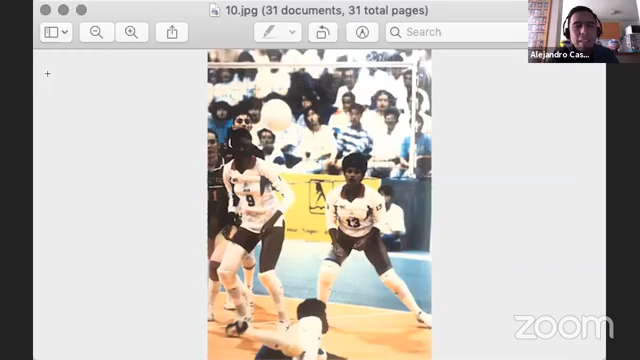 10.jpg (31 documents, 31 total pages)
Search
Alejandro Cas...
9
13
zoom